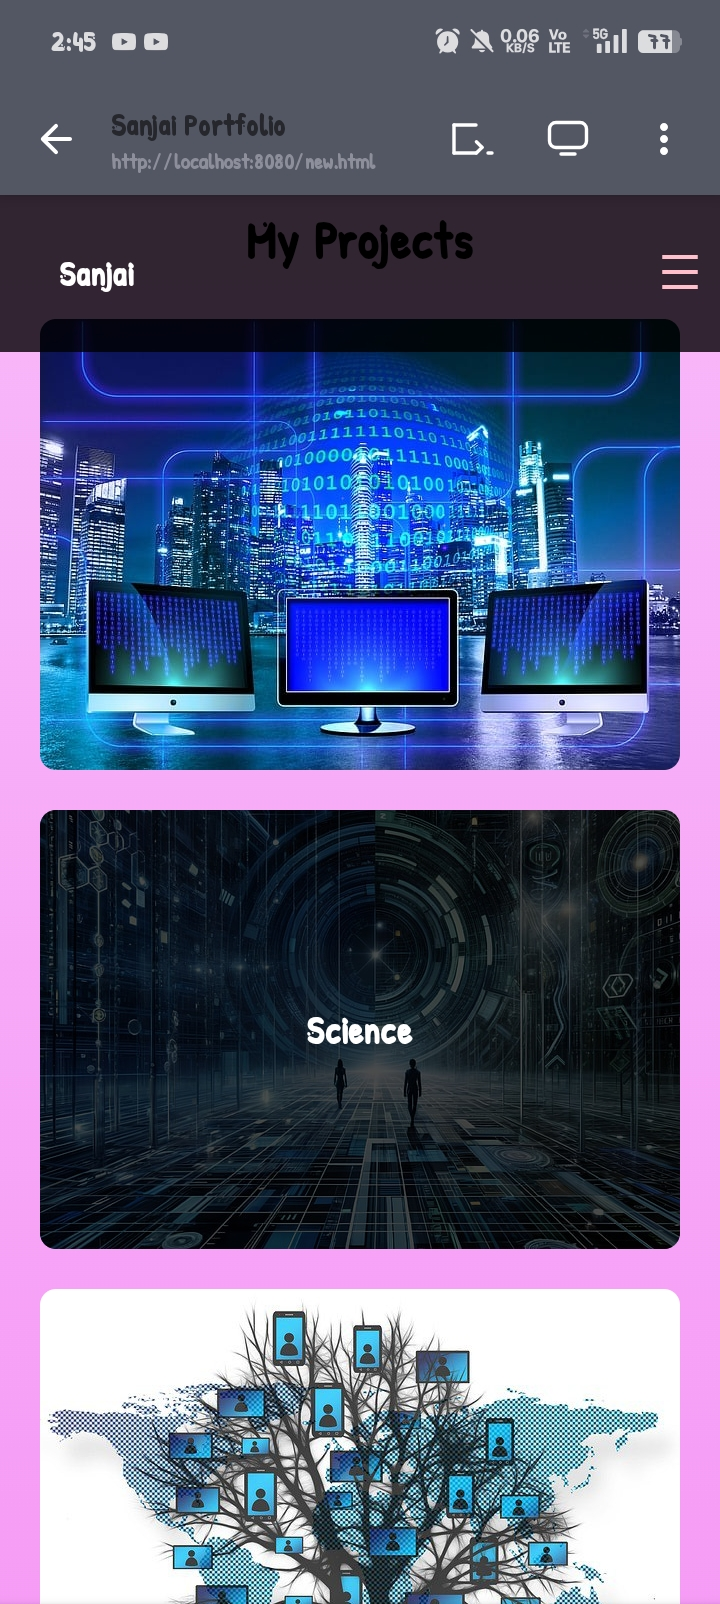 2:45
0.06
KB/S
Vo
LTE
5G
77
Sanjai Portfolio
http://localhost:8080/new.html
My Projects
Sanjai
Science